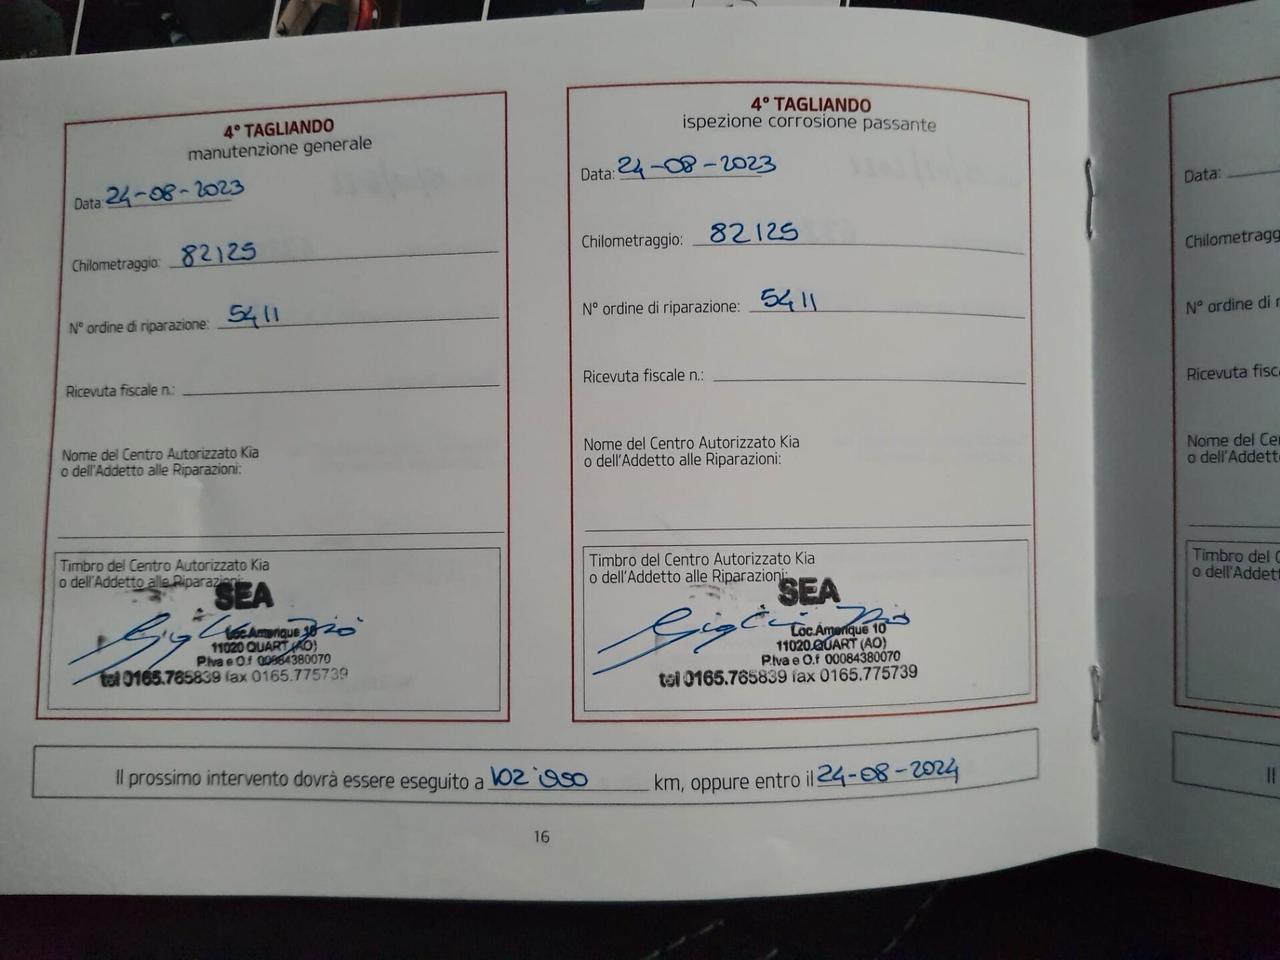 4° TAGLIANDO
manutenzione generale
Data: 24-08-2023
Chilometraggio: 82125
N° ordine di riparazione: 5411
Ricevuta fiscale n.:
Nome del Centro Autorizzato Kia
o dell'Addetto alle Riparazioni:
Timbro del Centro Autorizzato Kia
o dell'Addetto alle Riparazioni:
SEA
Loc.Amerique 10
11020 QUART (AO)
P.Iva e O.f 00084380070
tel 0165.765839 fax 0165.775739
4° TAGLIANDO
ispezione corrosione passante
Data: 24-08-2023
Chilometraggio: 82125
N° ordine di riparazione: 5411
Ricevuta fiscale n.:
Nome del Centro Autorizzato Kia
o dell'Addetto alle Riparazioni:
Timbro del Centro Autorizzato Kia
o dell'Addetto alle Riparazioni:
SEA
Loc.Amerique 10
11020 QUART (AO)
P.Iva e O.f 00084380070
tel 0165.765839 fax 0165.775739
Il prossimo intervento dovrà essere eseguito a km, oppure entro il 24-08-2024
16
Data:
Chilometragg
N° ordine di r
Ricevuta fisc
Nome del Ce
o dell'Addett
Timbro del C
o dell'Addet
Il